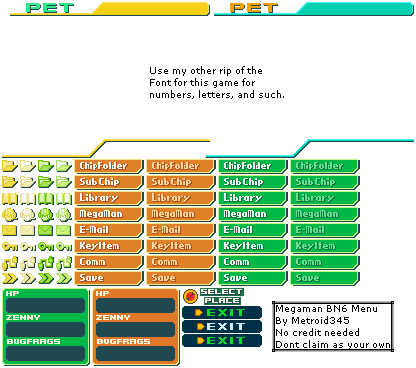 PET PET
Use my other rip of the
Font for this game for
numbers, letters, and such.
ChipFolder ChipFolder ChipFolder ChipFolder
SubChip SubChip SubChip SubChip
Library Library Library Library
MegaMan MegaMan MegaMan MegaMan
E-Mail E-Mail E-Mail E-Mail
KeyItem KeyItem KeyItem KeyItem
Comm Comm Comm Comm
Save Save Save Save
HP HP
ZENNY ZENNY
BUGFRAGS BUGFRAGS
SELECT
PLACE
EXIT
EXIT
EXIT
Megaman BN6 Menu
By Metroid345
No credit needed
Dont claim as your own